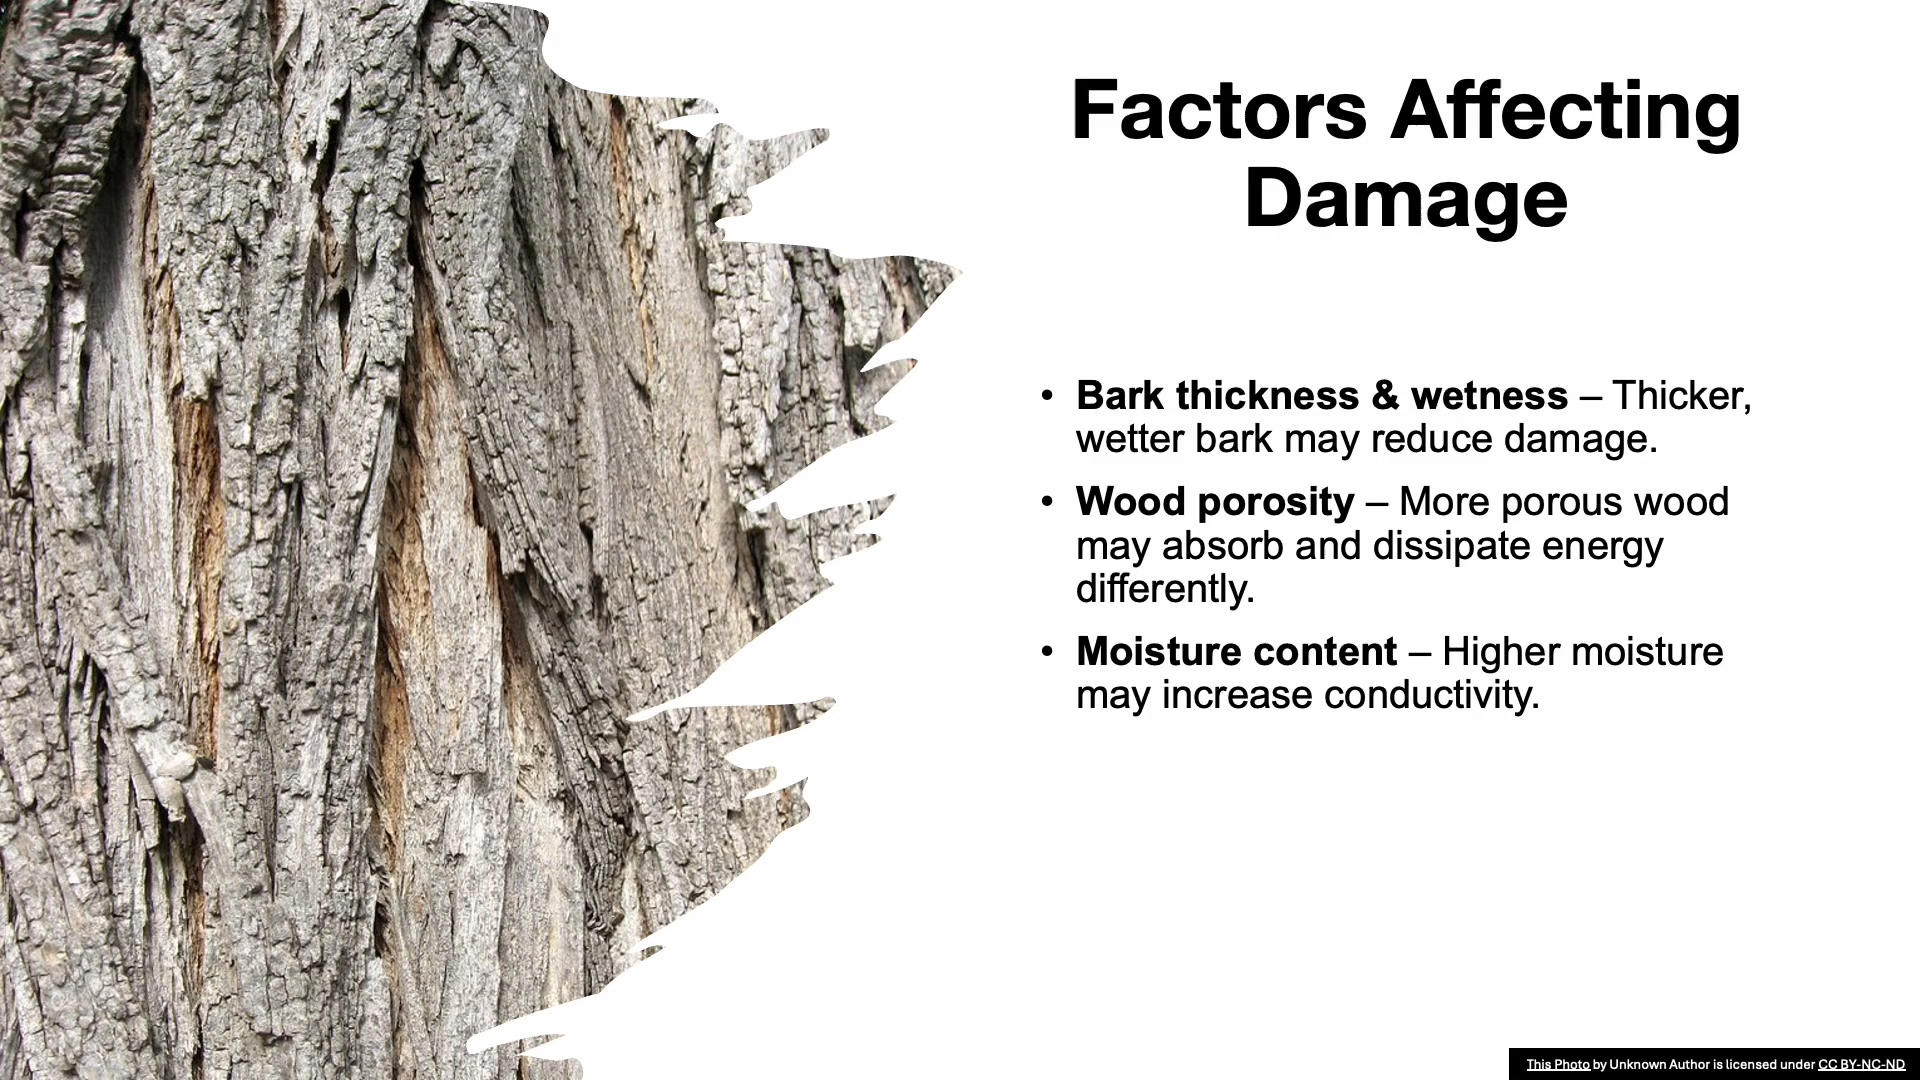 Factors Affecting
Damage
• Bark thickness & wetness – Thicker,
wetter bark may reduce damage.
• Wood porosity – More porous wood
may absorb and dissipate energy
differently.
• Moisture content – Higher moisture
may increase conductivity.
This Photo by Unknown Author is licensed under CC BY-NC-ND